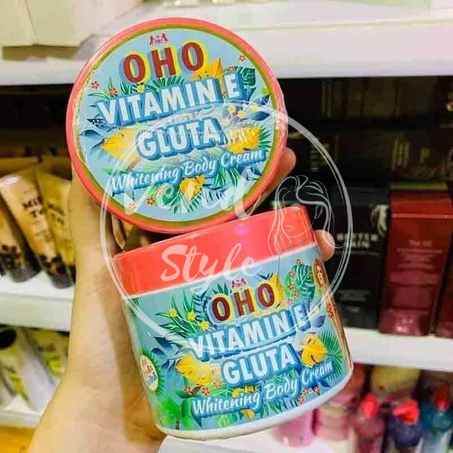 OHO
VITAMIN E
GLUTA
Whitening Body Cream
Style
OHO
VITAMIN E
GLUTA
Whitening Body Cream